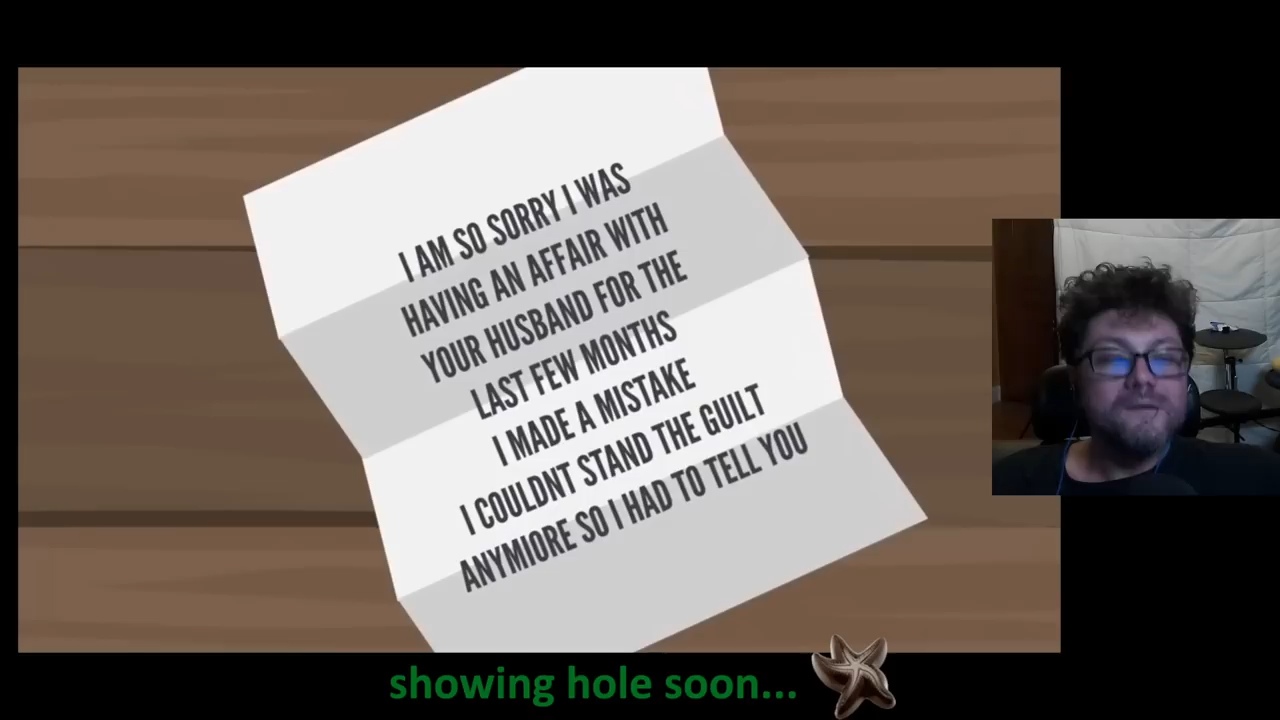 I AM SO SORRY I WAS
HAVING AN AFFAIR WITH
YOUR HUSBAND FOR THE
LAST FEW MONTHS
I MADE A MISTAKE
I COULDNT STAND THE GUILT
ANYMIORE SO I HAD TO TELL YOU
showing hole soon...